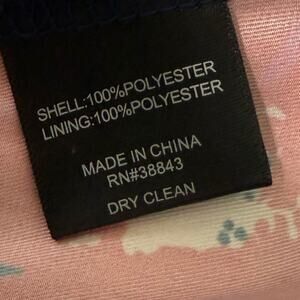 SHELL:100%POLYESTER
LINING:100%POLYESTER
MADE IN CHINA
RN#38843
DRY CLEAN